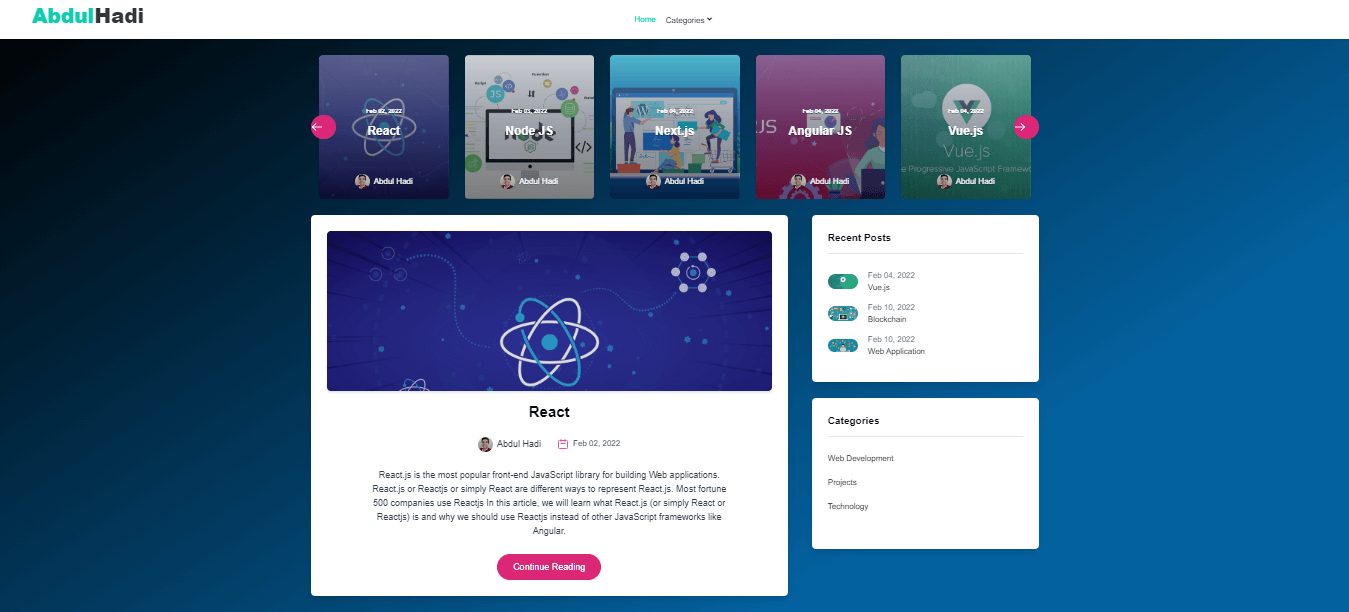 AbdulHadi
Home
Categories
Feb 02, 2022
React
Abdul Hadi
Feb 03, 2022
Node JS
Abdul Hadi
Feb 04, 2022
Next.js
Abdul Hadi
JS
Feb 04, 2022
Angular JS
Abdul Hadi
Feb 04, 2022
Vue.js
Vue.js
e Progressive JavaScript Framewo
Abdul Hadi
React
Abdul Hadi
Feb 02, 2022
React.js is the most popular front-end JavaScript library for building Web applications.
React.js or Reactjs or simply React are different ways to represent React.js. Most fortune
500 companies use Reactjs In this article, we will learn what React.js (or simply React or
Reactjs) is and why we should use Reactjs instead of other JavaScript frameworks like
Angular.
Continue Reading
Recent Posts
Feb 04, 2022
Vue.js
Feb 10, 2022
Blockchain
Feb 10, 2022
Web Application
Categories
Web Development
Projects
Technology